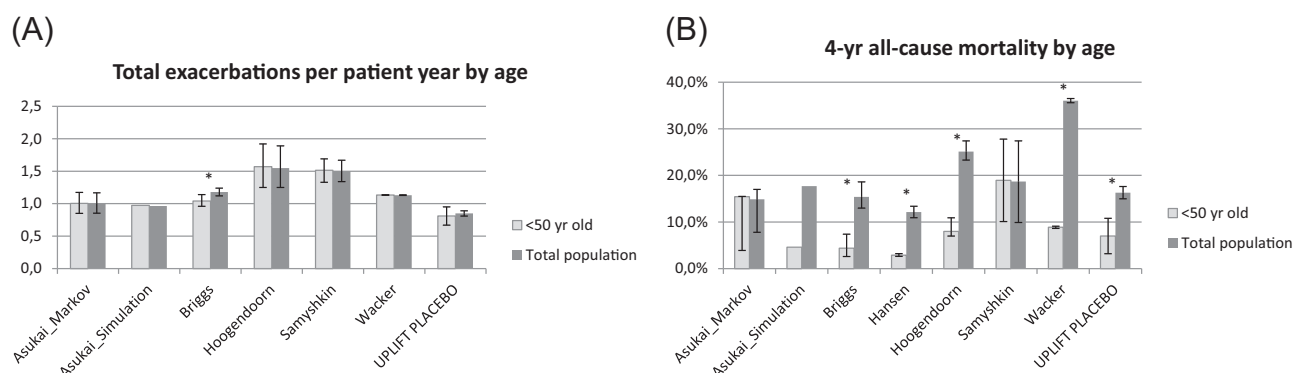 (A)
Total exacerbations per patient year by age
2,5
2,0
1,5
1,0
0,5
0,0
*
Asukai_Markov
Asukai_Simulation
Briggs
Hoogendoorn
Samyshkin
Wacker
UPLIFT PLACEBO
<50 yr old
Total population
(B)
4-yr all-cause mortality by age
40,0%
30,0%
20,0%
10,0%
0,0%
*
*
*
*
*
Asukai_Markov
Asukai_Simulation
Briggs
Hansen
Hoogendoorn
Samyshkin
Wacker
UPLIFT PLACEBO
<50 yr old
Total population